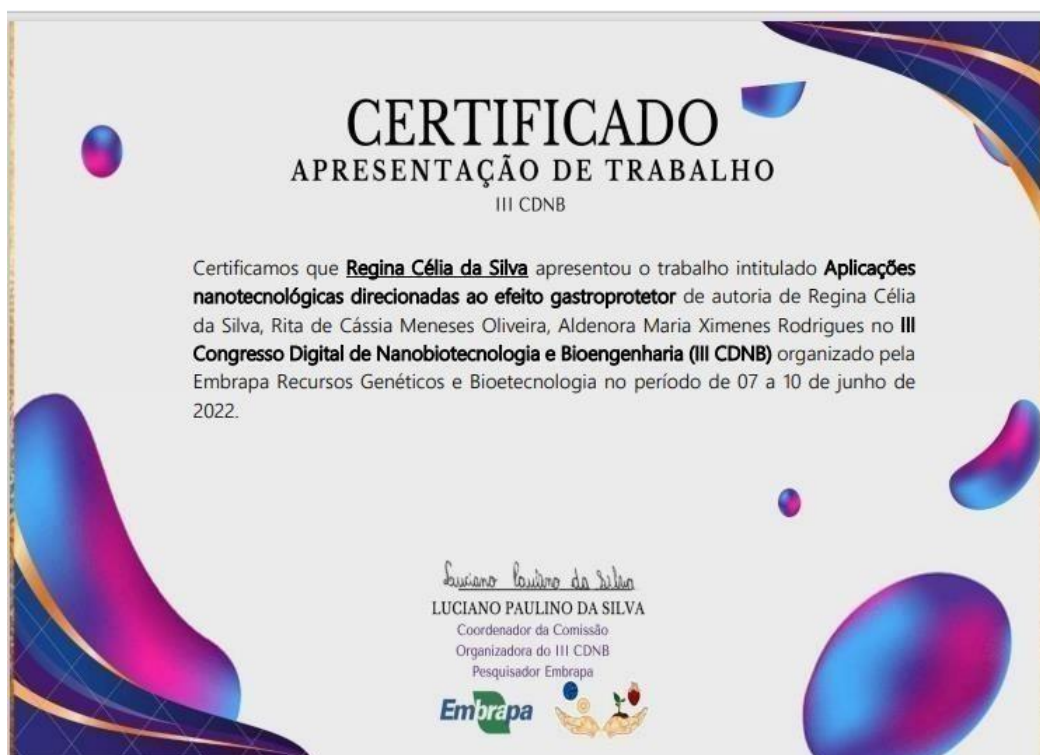 CERTIFICADO
APRESENTAÇÃO DE TRABALHO
III CDNB
Certificamos que Regina Célia da Silva apresentou o trabalho intitulado Aplicações
nanotecnológicas direcionadas ao efeito gastroprotetor de autoria de Regina Célia
da Silva, Rita de Cássia Meneses Oliveira, Aldenora Maria Ximenes Rodrigues no III
Congresso Digital de Nanobiotecnologia e Bioengenharia (III CDNB) organizado pela
Embrapa Recursos Genéticos e Bioetecnologia no período de 07 a 10 de junho de
2022.
Luciano Paulino da Silva
LUCIANO PAULINO DA SILVA
Coordenador da Comissão
Organizadora do III CDNB
Pesquisador Embrapa
Embrapa